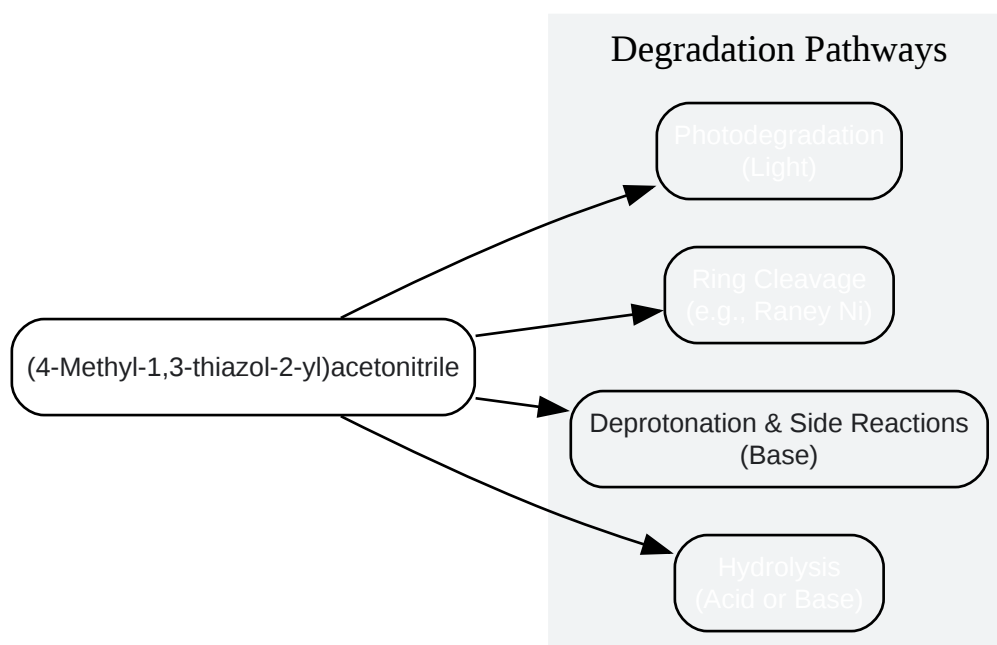 Degradation Pathways
Photodegradation
(Light)
Ring Cleavage
(e.g., Raney Ni)
(4-Methyl-1,3-thiazol-2-yl)acetonitrile
Deprotonation & Side Reactions
(Base)
Hydrolysis
(Acid or Base)